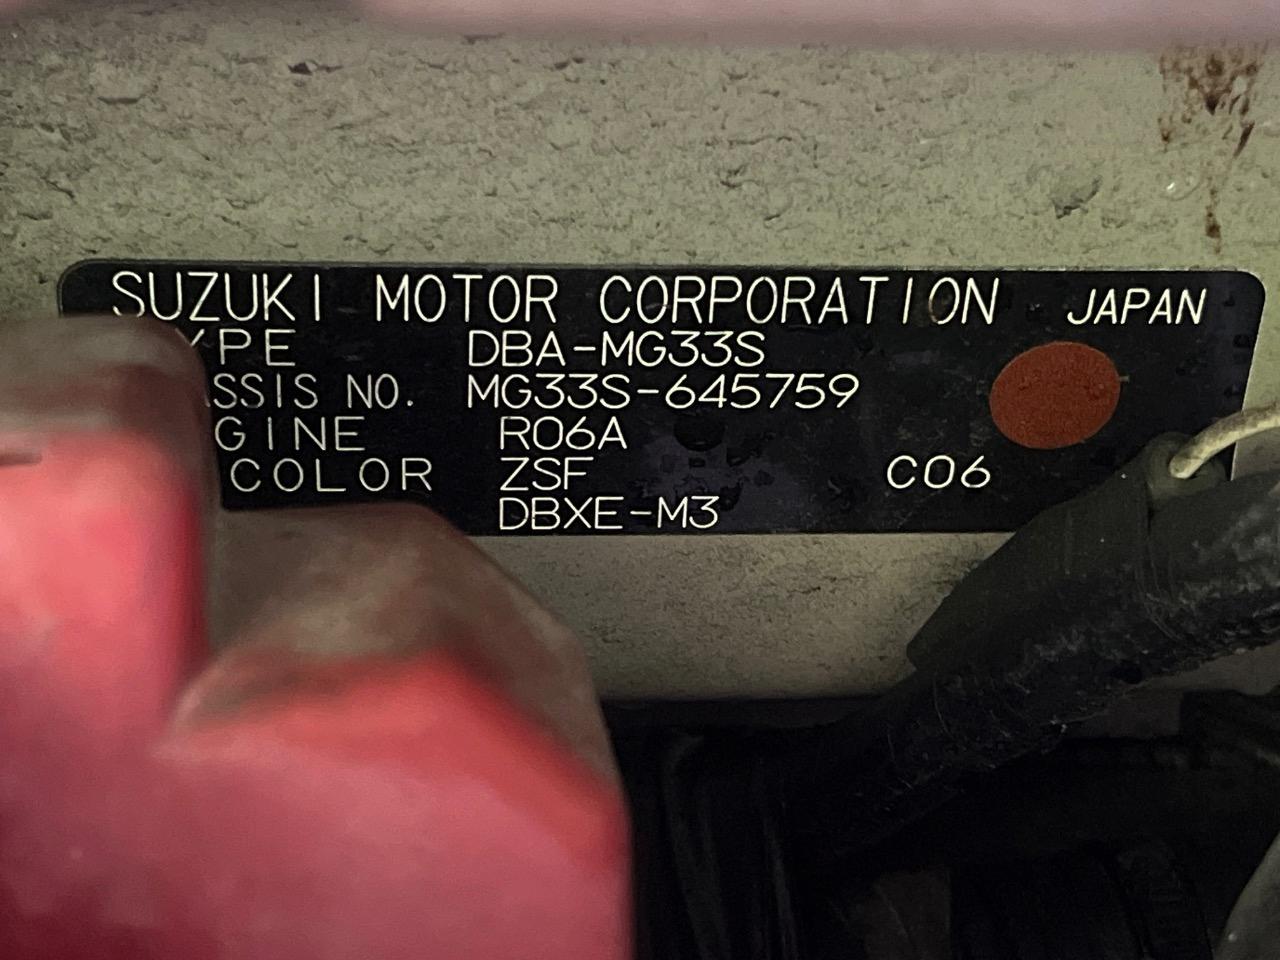 SUZUKI MOTOR CORPORATION JAPAN
YPE DBA-MG33S
ASSIS NO. MG33S-645759
GINE R06A
COLOR ZSF C06
DBXE-M3